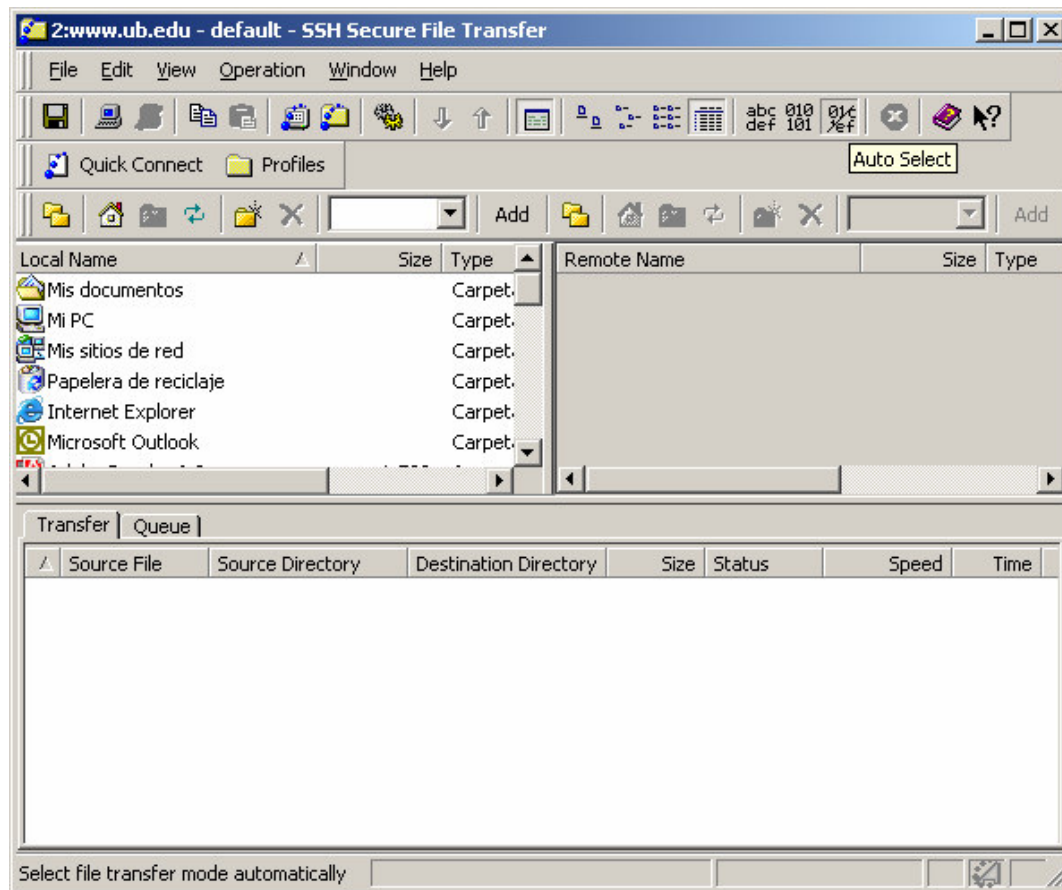 2:www.ub.edu - default - SSH Secure File Transfer
File Edit View Operation Window Help
abc def 010 101
Quick Connect Profiles
Auto Select
Add Add
Local Name Size Type Remote Name Size Type
Mis documentos Carpet
Mi PC Carpet
Mis sitios de red Carpet
Papelera de reciclaje Carpet
Internet Explorer Carpet
Microsoft Outlook Carpet
Transfer Queue
Source File Source Directory Destination Directory Size Status Speed Time
Select file transfer mode automatically